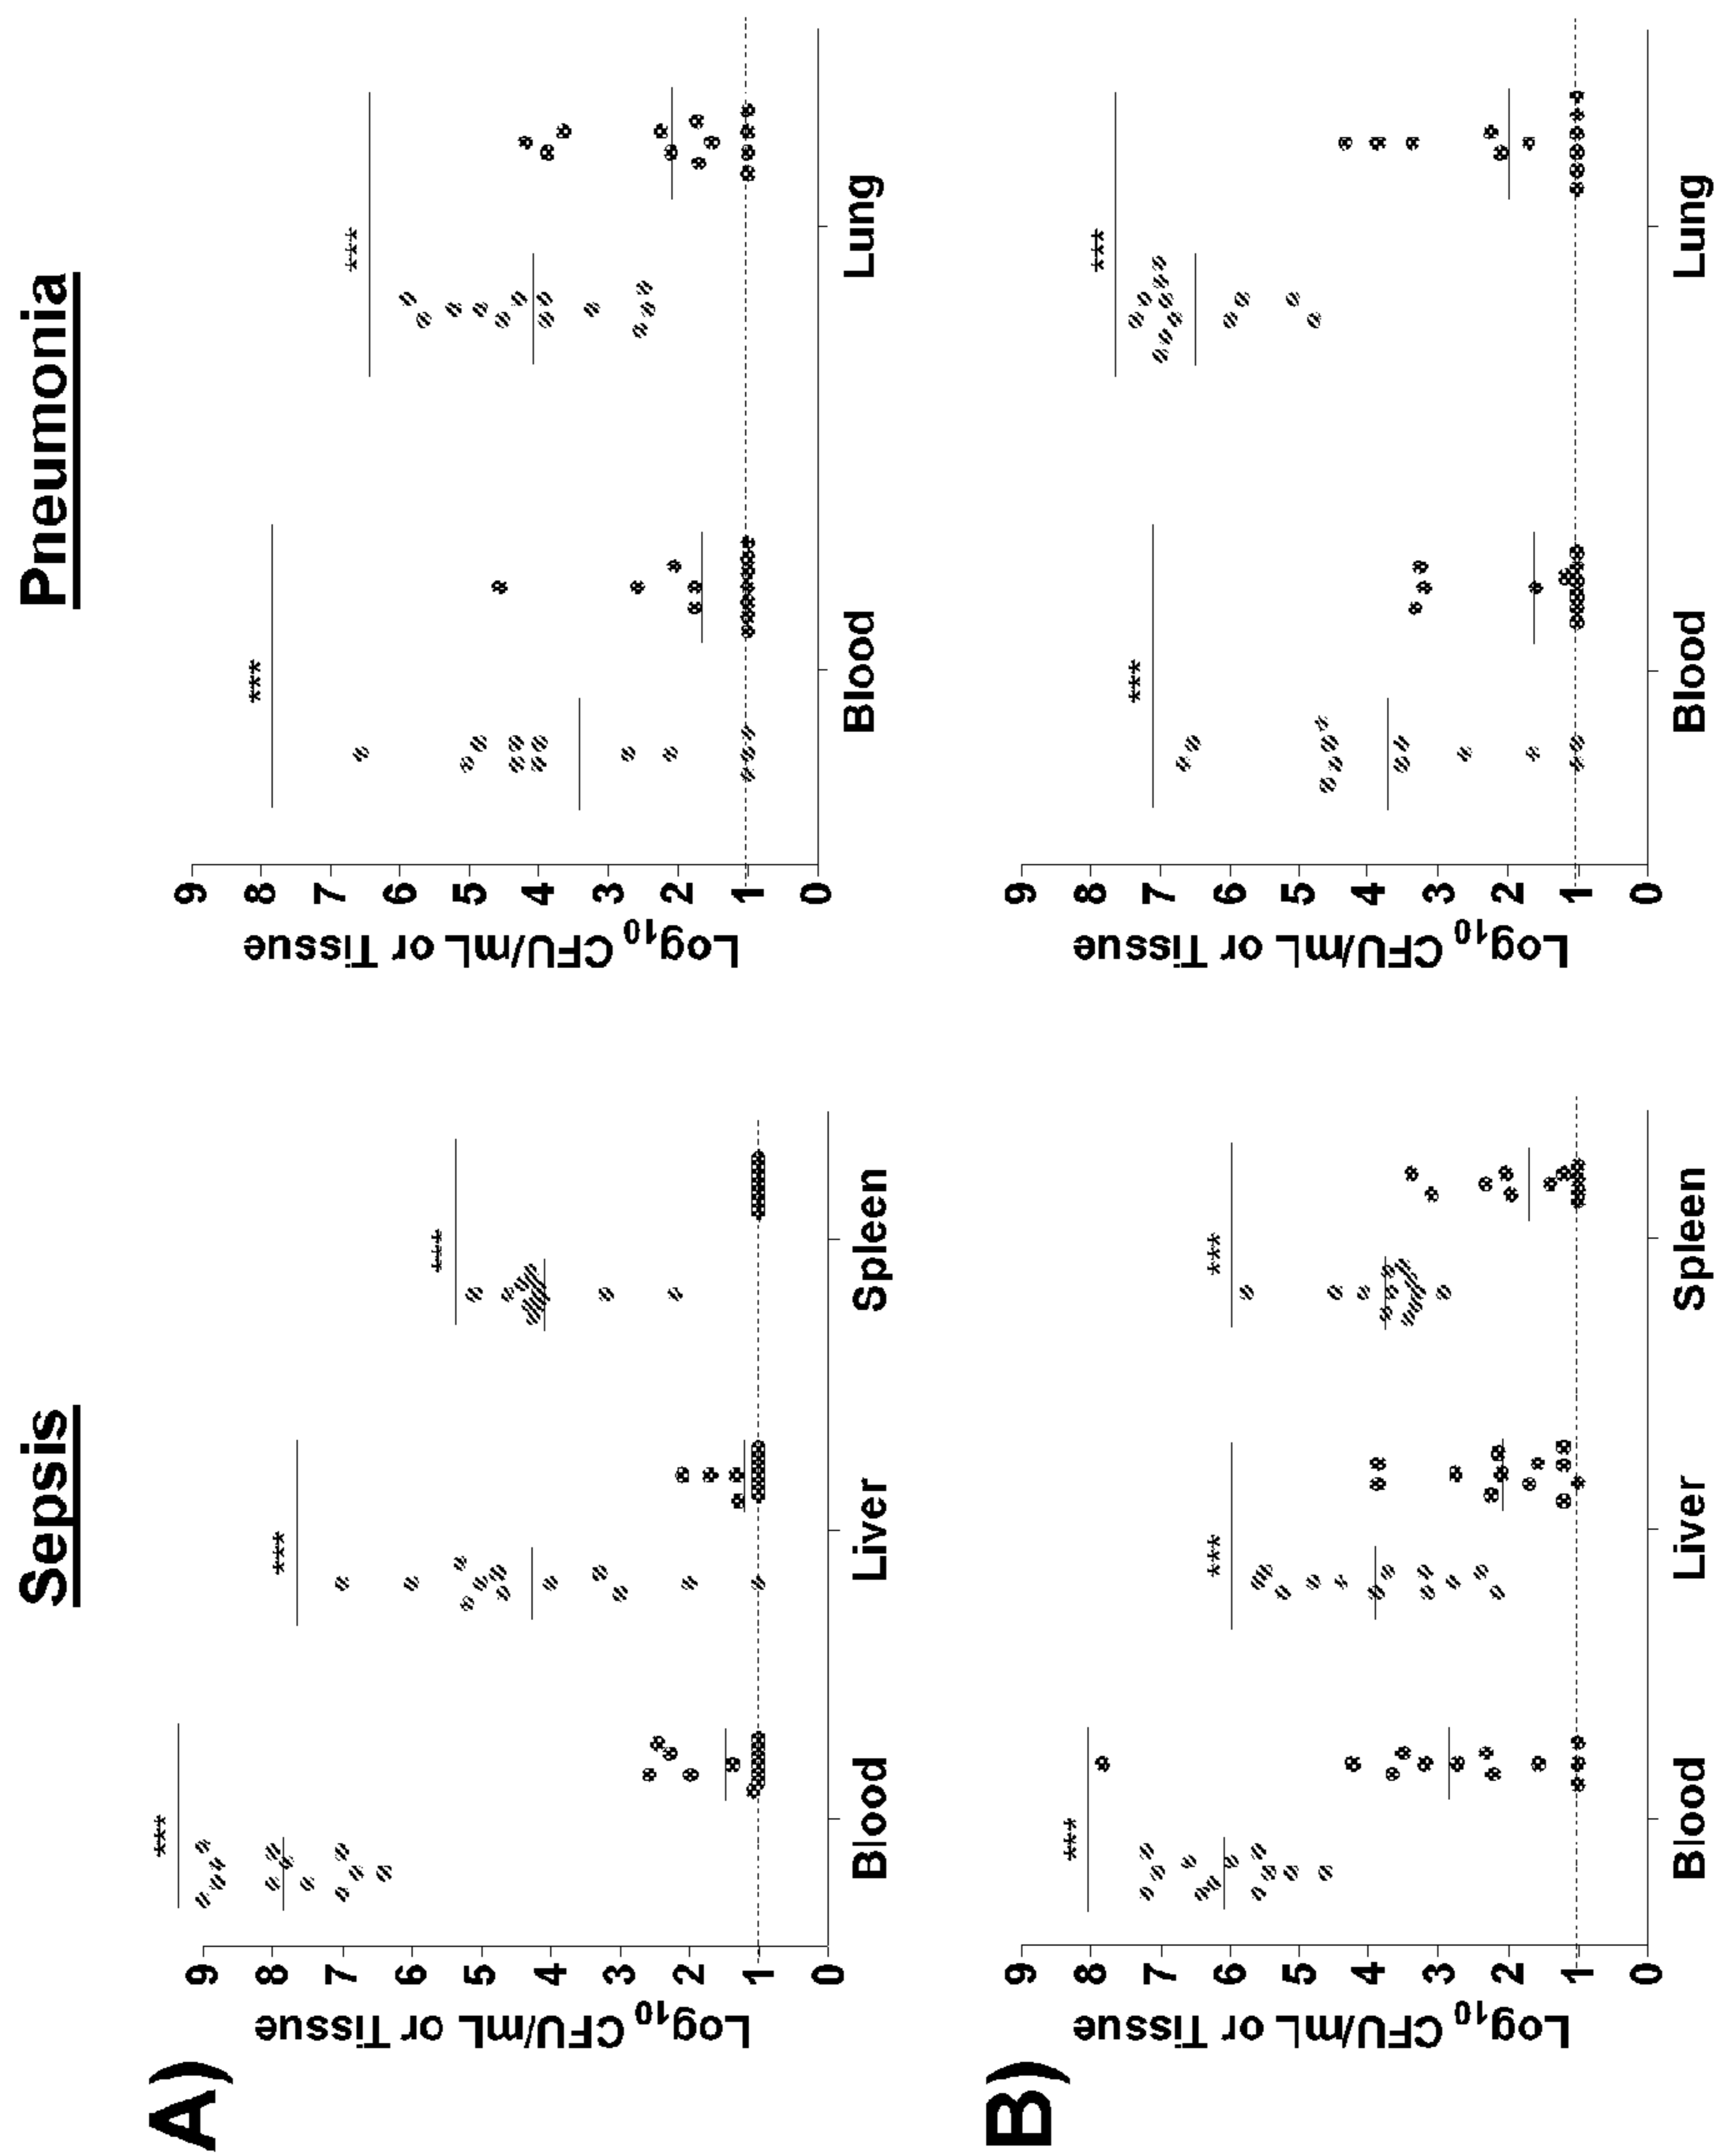 Sepsis
Pneumonia
A)
Log10 CFU/mL or Tissue
9
8
7
6
5
4
3
2
1
0
***
***
***
Blood
Liver
Spleen
Log10 CFU/mL or Tissue
9
8
7
6
5
4
3
2
1
0
***
***
Blood
Lung
B)
Log10 CFU/mL or Tissue
9
8
7
6
5
4
3
2
1
0
***
***
***
Blood
Liver
Spleen
Log10 CFU/mL or Tissue
9
8
7
6
5
4
3
2
1
0
***
***
Blood
Lung